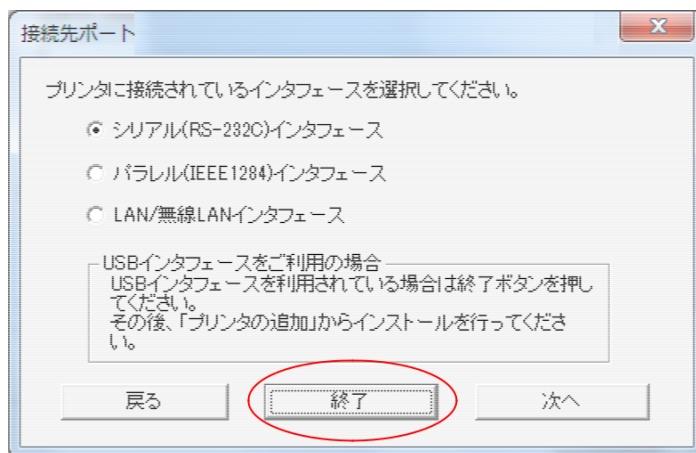 接続先ポート
プリンタに接続されているインタフェースを選択してください。
シリアル(RS-232C)インタフェース
パラレル(IEEE1284)インタフェース
LAN/無線LANインタフェース
USBインタフェースをご利用の場合
USBインタフェースを利用されている場合は終了ボタンを押し
てください。
その後、「プリンタの追加」からインストールを行ってくださ
い。
戻る
終了
次へ